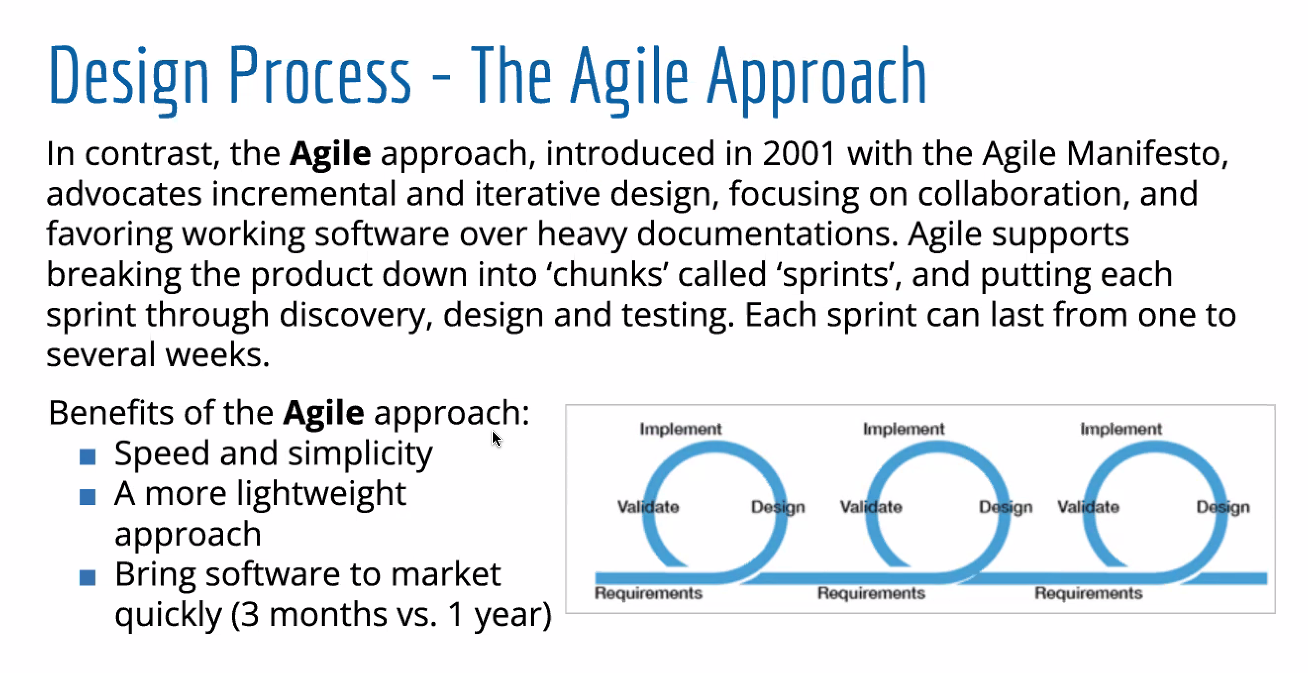 Design Process - The Agile Approach
In contrast, the Agile approach, introduced in 2001 with the Agile Manifesto,
advocates incremental and iterative design, focusing on collaboration, and
favoring working software over heavy documentations. Agile supports
breaking the product down into ‘chunks’ called ‘sprints’, and putting each
sprint through discovery, design and testing. Each sprint can last from one to
several weeks.
Benefits of the Agile approach:
■ Speed and simplicity
■ A more lightweight
approach
■ Bring software to market
quickly (3 months vs. 1 year)
Implement Implement Implement
Validate Design Validate Design Validate Design
Requirements Requirements Requirements